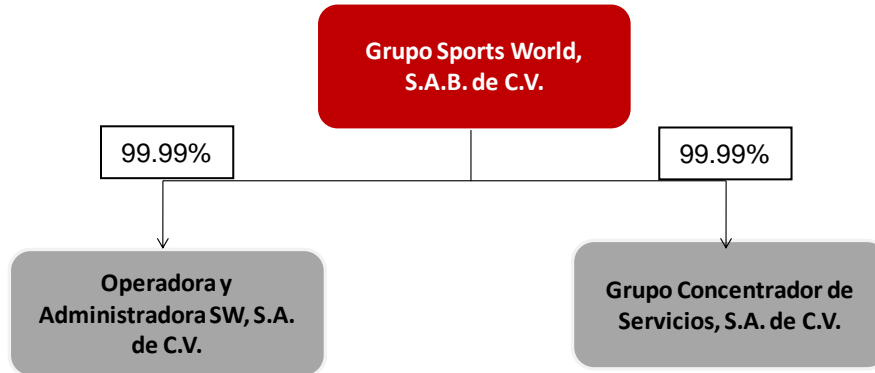 Grupo Sports World,
S.A.B. de C.V.
99.99%
99.99%
Operadora y
Administradora SW, S.A.
de C.V.
Grupo Concentrador de
Servicios, S.A. de C.V.